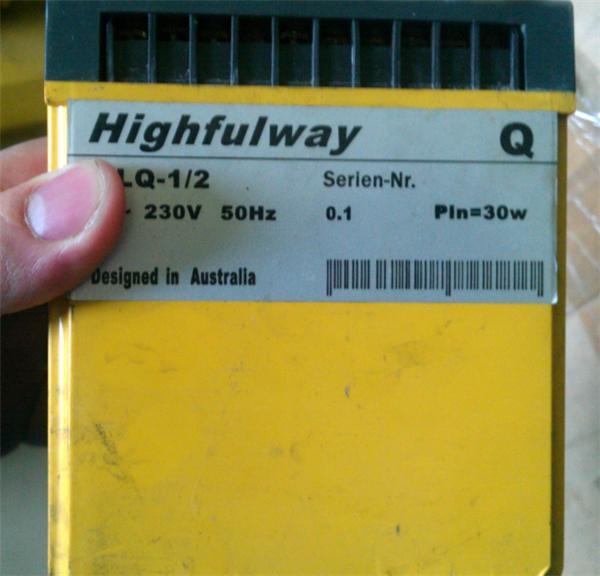 Highfulway Q
LQ-1/2 Serien-Nr.
~ 230V 50Hz 0.1 PIn=30w
Designed in Australia